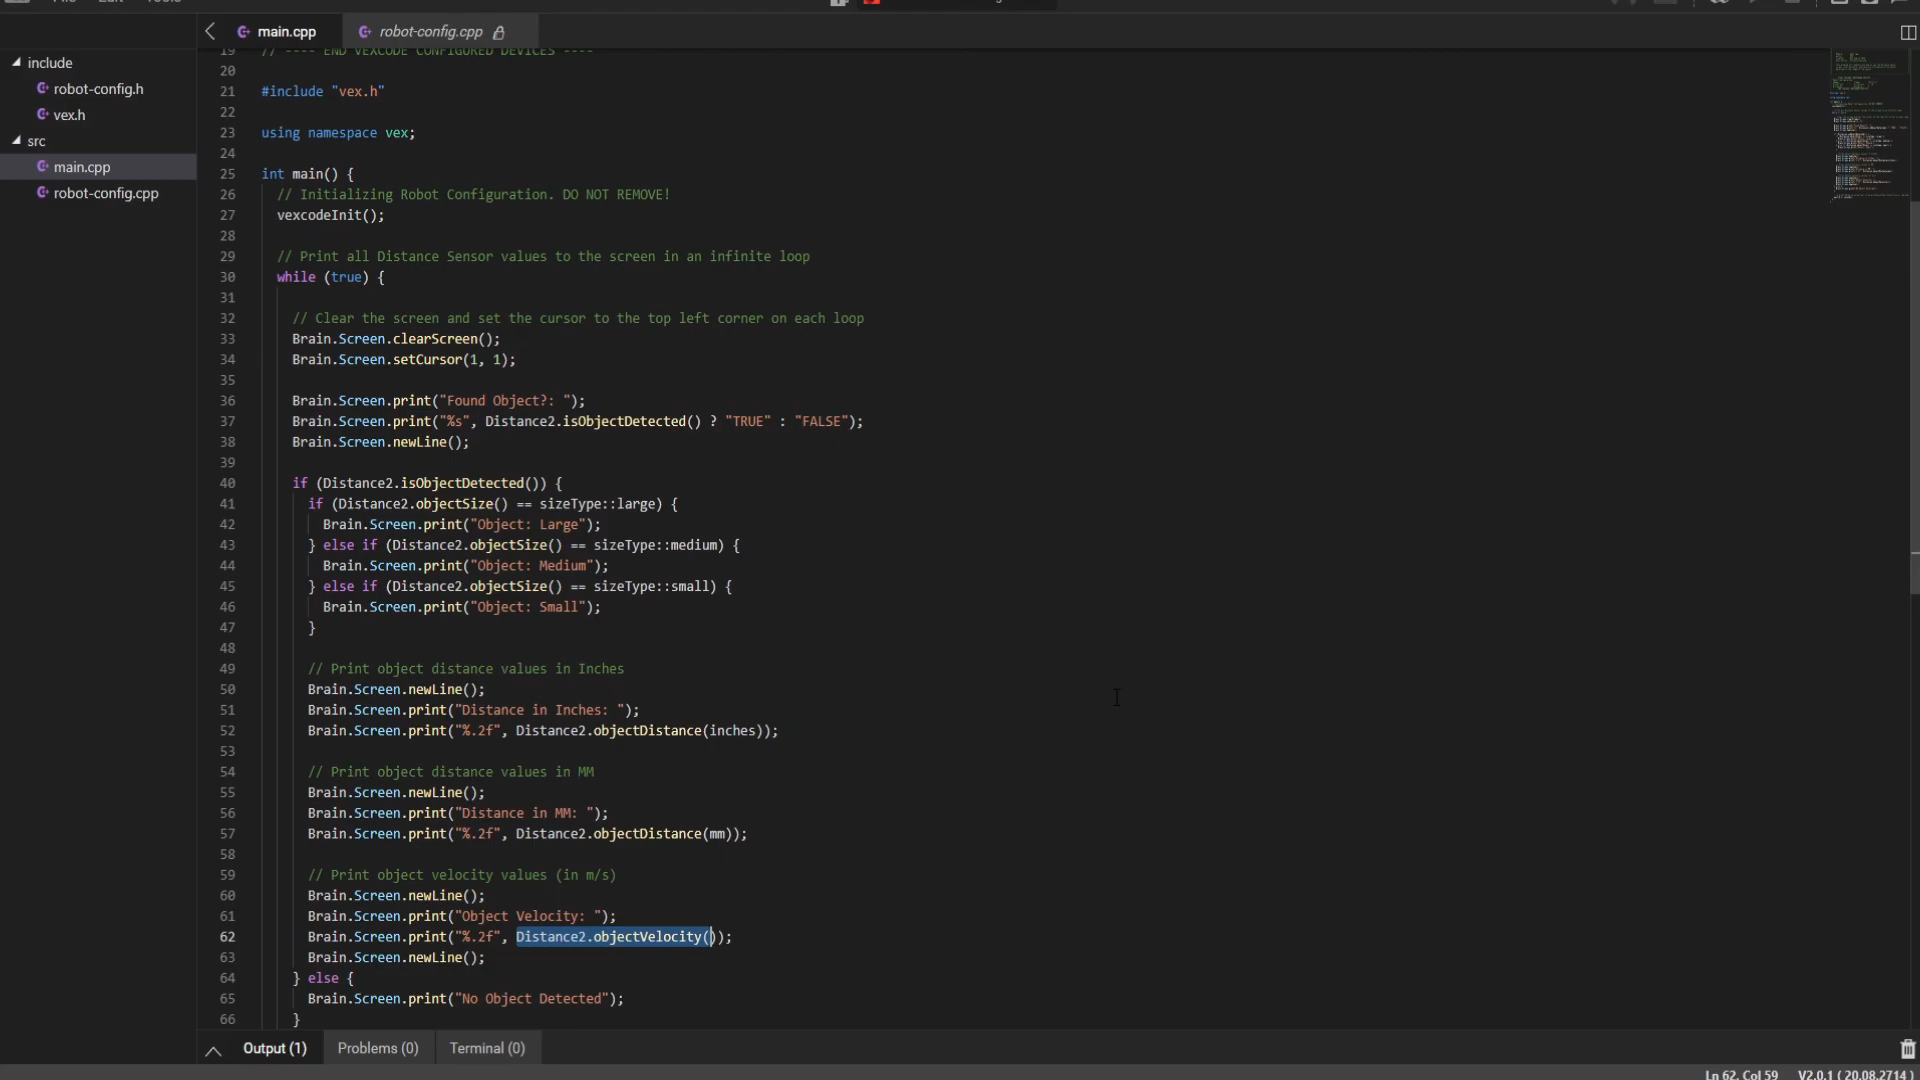 main.cpp
robot-config.cpp
include
robot-config.h
vex.h
src
main.cpp
robot-config.cpp
19 // ---- END VEXCODE CONFIGURED DEVICES ----
20
21 #include "vex.h"
22
23 using namespace vex;
24
25 int main() {
26 // Initializing Robot Configuration. DO NOT REMOVE!
27 vexcodeInit();
28
29 // Print all Distance Sensor values to the screen in an infinite loop
30 while (true) {
31
32 // Clear the screen and set the cursor to the top left corner on each loop
33 Brain.Screen.clearScreen();
34 Brain.Screen.setCursor(1, 1);
35
36 Brain.Screen.print("Found Object?: ");
37 Brain.Screen.print("%s", Distance2.isObjectDetected() ? "TRUE" : "FALSE");
38 Brain.Screen.newLine();
39
40 if (Distance2.isObjectDetected()) {
41 if (Distance2.objectSize() == sizeType::large) {
42 Brain.Screen.print("Object: Large");
43 } else if (Distance2.objectSize() == sizeType::medium) {
44 Brain.Screen.print("Object: Medium");
45 } else if (Distance2.objectSize() == sizeType::small) {
46 Brain.Screen.print("Object: Small");
47 }
48
49 // Print object distance values in Inches
50 Brain.Screen.newLine();
51 Brain.Screen.print("Distance in Inches: ");
52 Brain.Screen.print("%.2f", Distance2.objectDistance(inches));
53
54 // Print object distance values in MM
55 Brain.Screen.newLine();
56 Brain.Screen.print("Distance in MM: ");
57 Brain.Screen.print("%.2f", Distance2.objectDistance(mm));
58
59 // Print object velocity values (in m/s)
60 Brain.Screen.newLine();
61 Brain.Screen.print("Object Velocity: ");
62 Brain.Screen.print("%.2f", Distance2.objectVelocity());
63 Brain.Screen.newLine();
64 } else {
65 Brain.Screen.print("No Object Detected");
66 }
Output (1) Problems (0) Terminal (0)
Ln 62, Col 59 V2.0.1 ( 20.08.2714 )